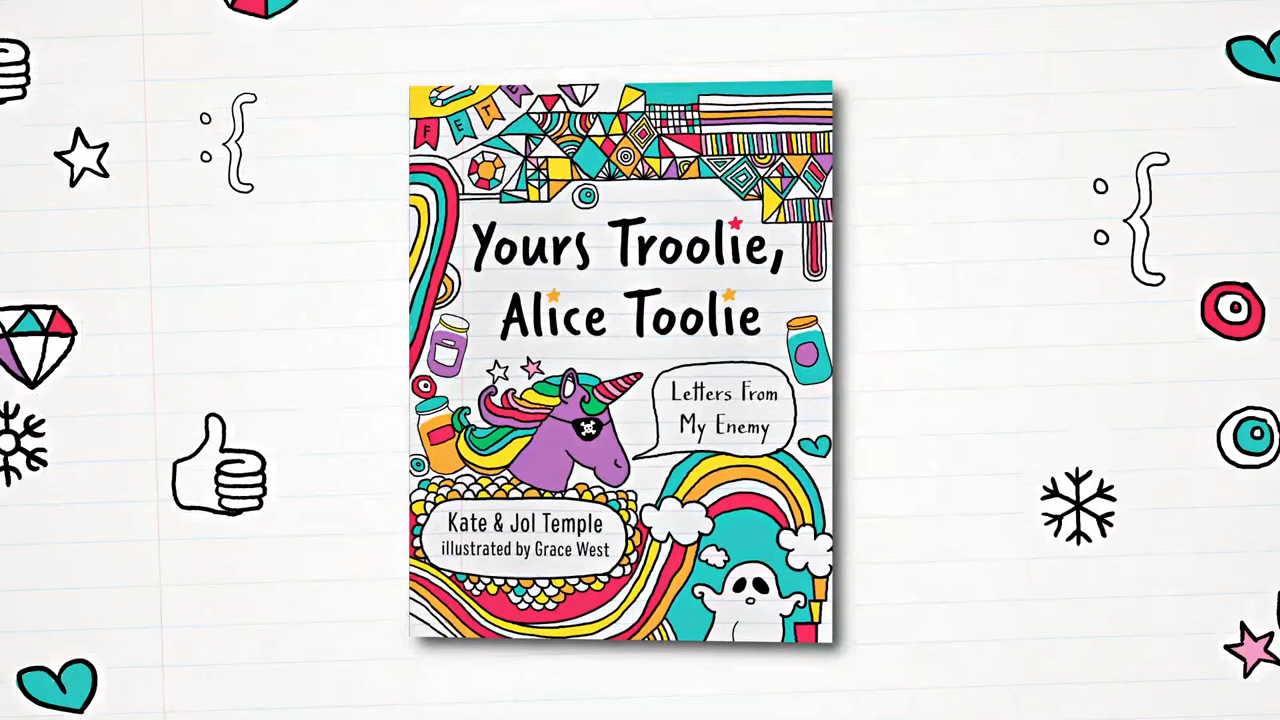 FETE
Yours Troolie,
Alice Toolie
Letters From
My Enemy
Kate & Jol Temple
illustrated by Grace West